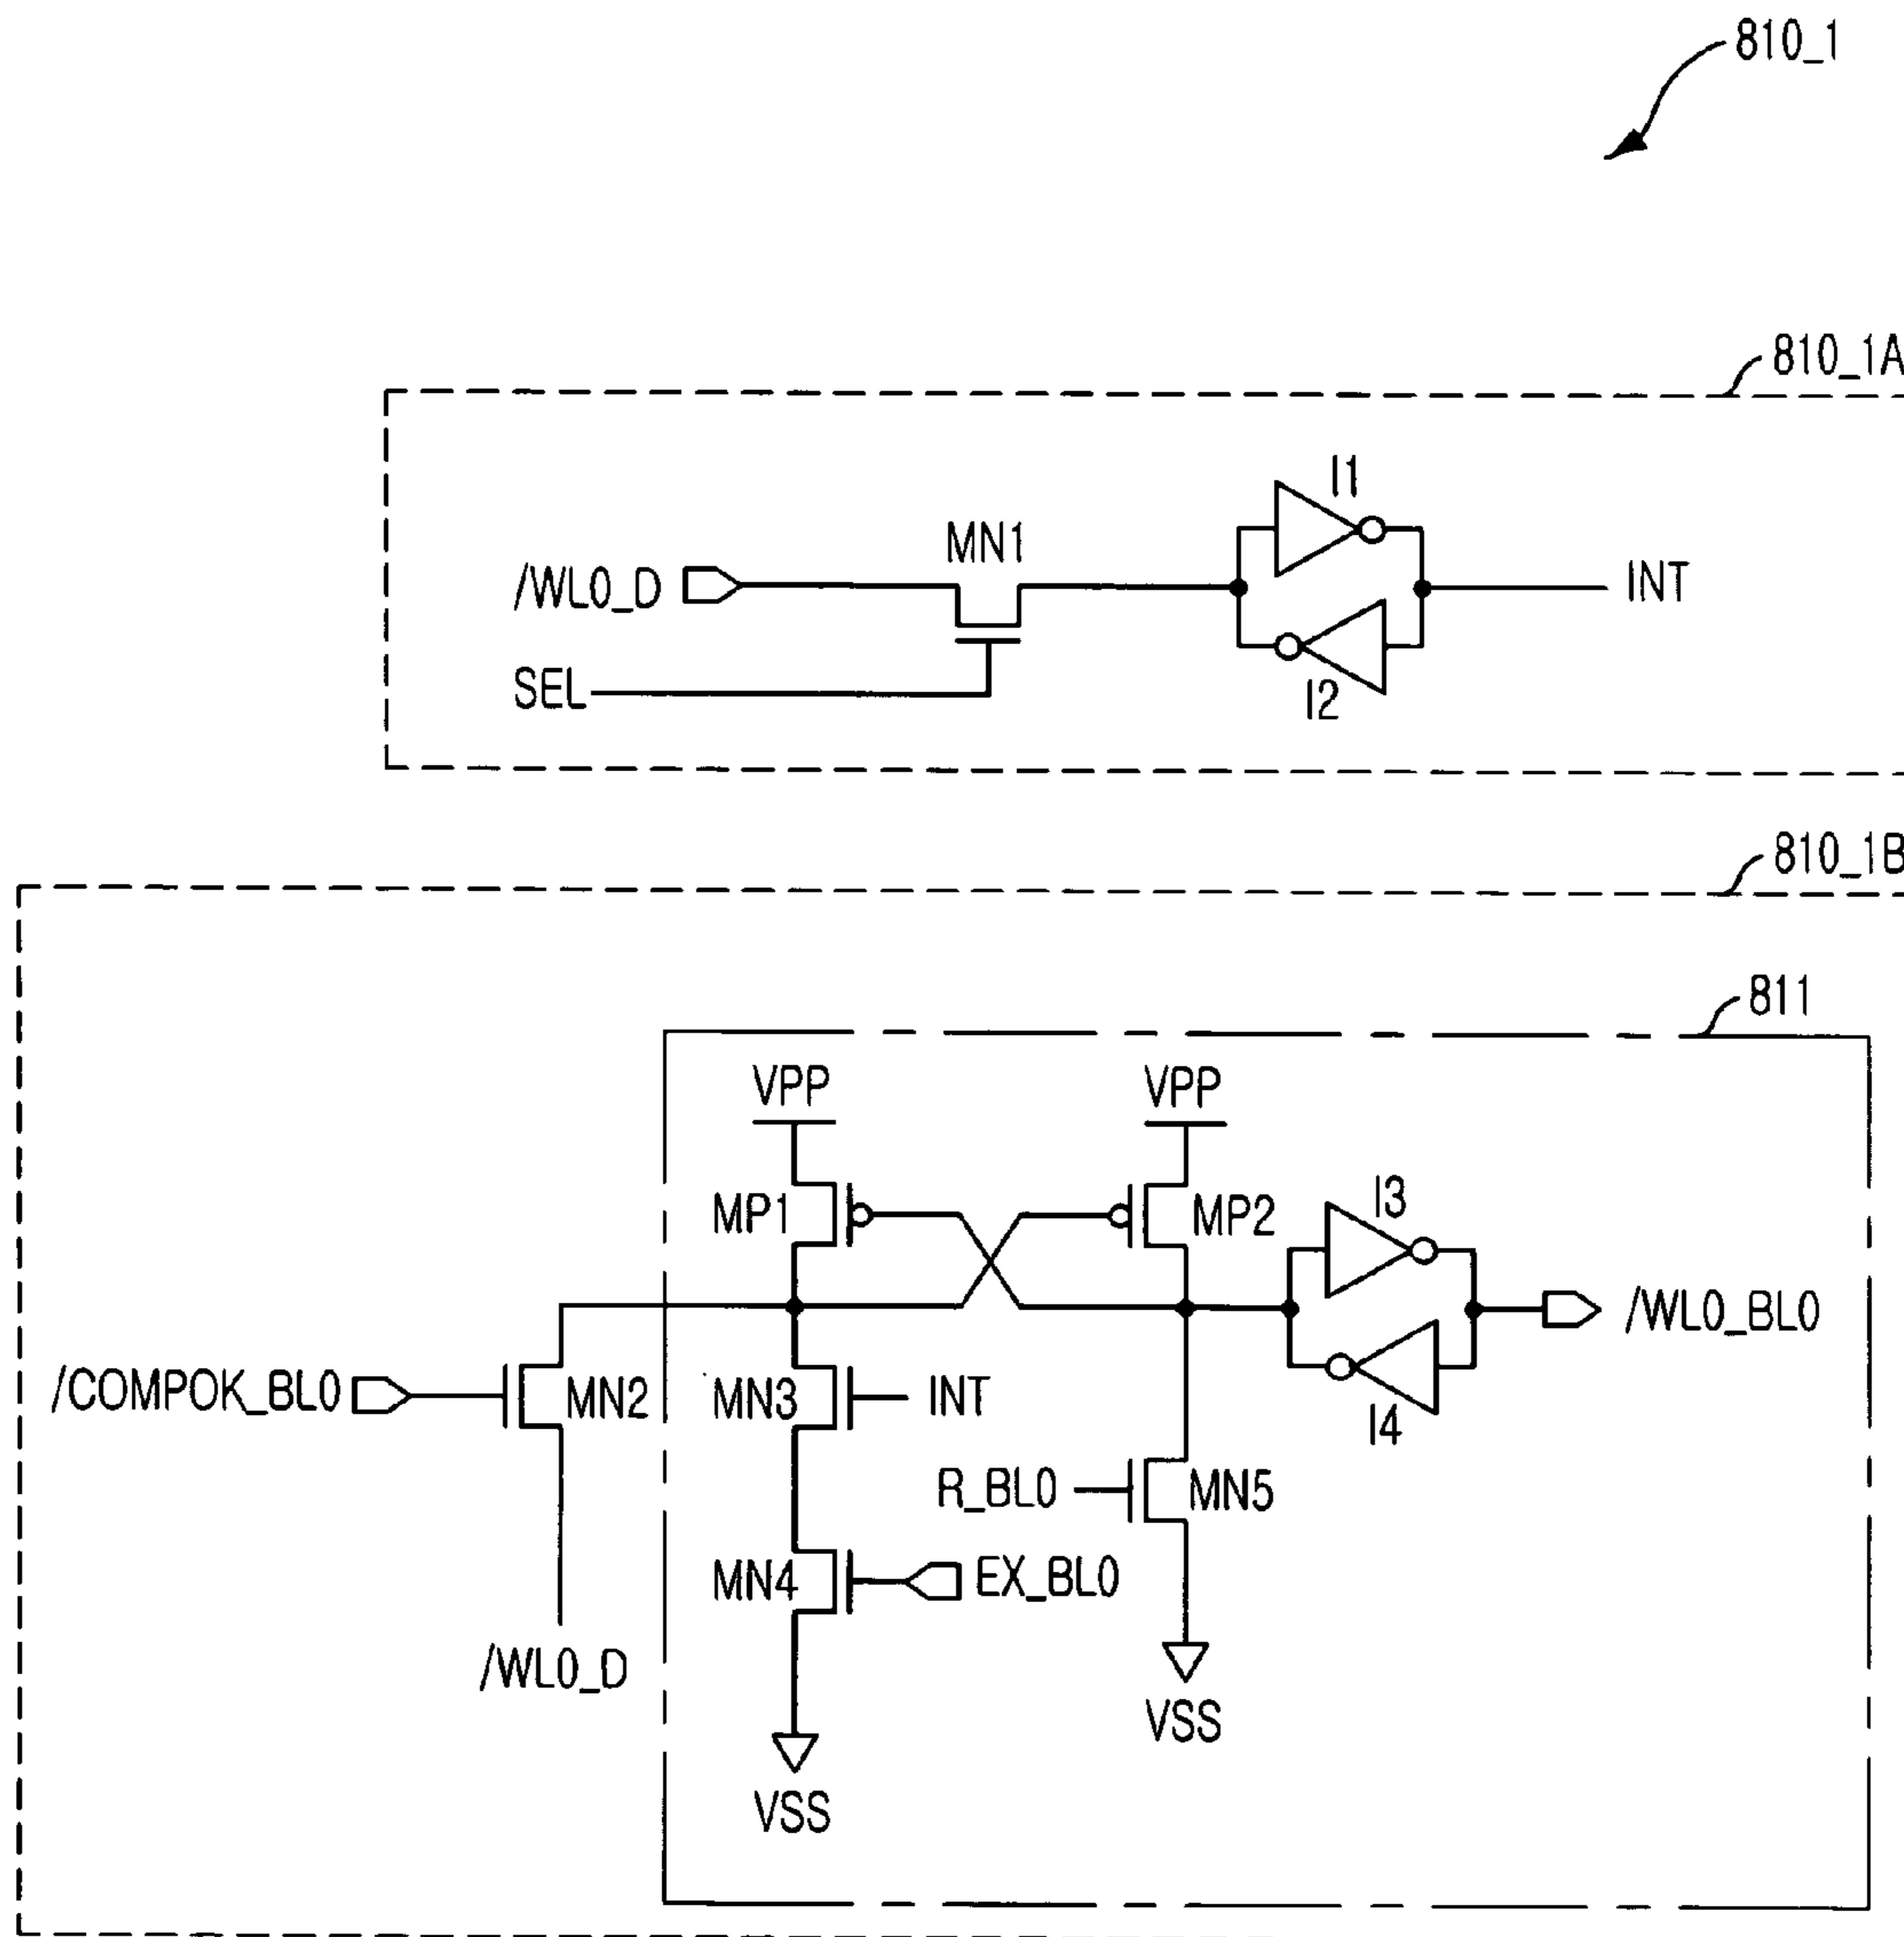 810_1
810_1A
I1
MN1
/WL0_D
INT
SEL
I2
810_1B
811
VPP
VPP
MP1
MP2
I3
/WL0_BL0
/COMPOK_BL0
MN2
MN3
INT
I4
R_BL0
MN5
MN4
EX_BL0
/WL0_D
VSS
VSS